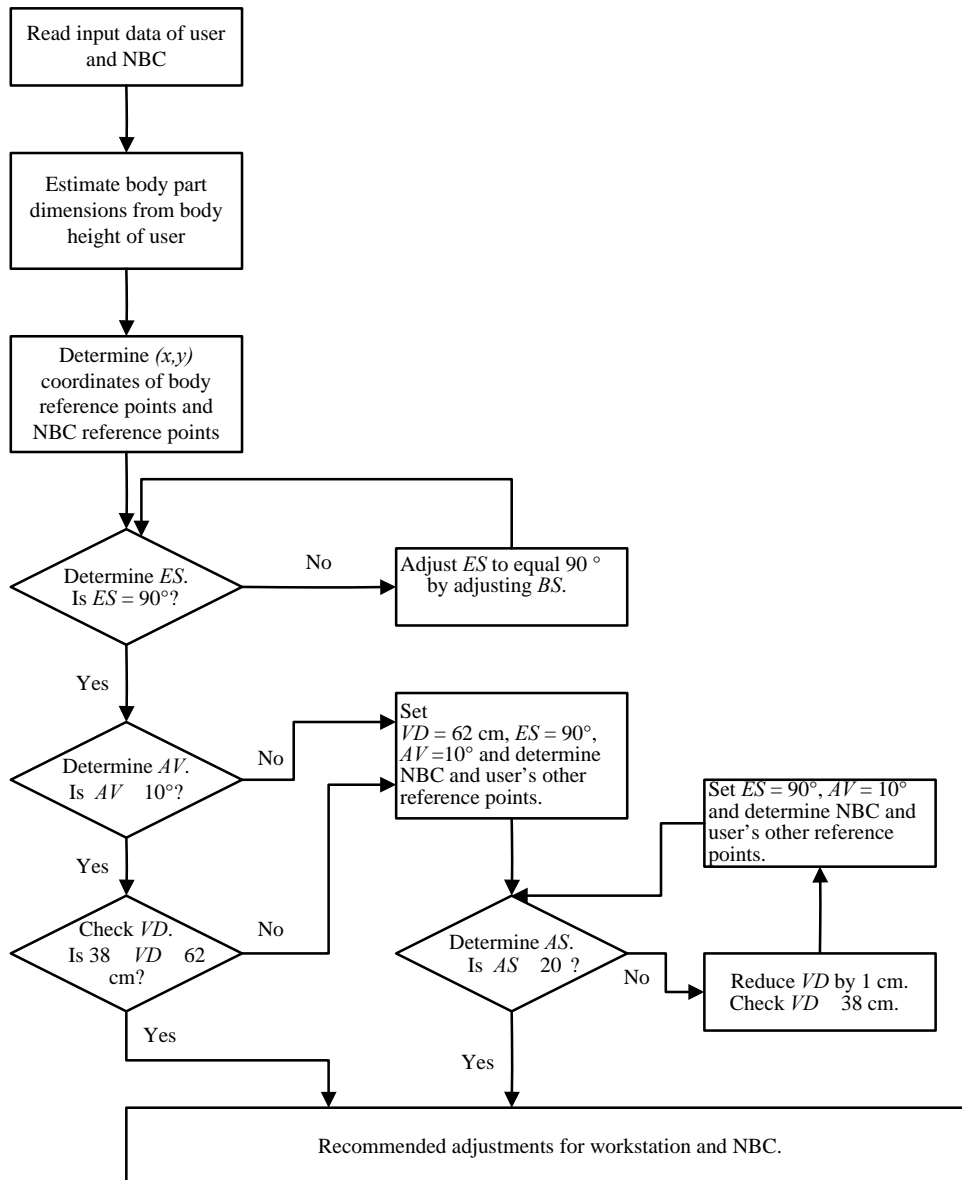 Read input data of user
and NBC
Estimate body part
dimensions from body
height of user
Determine (x,y)
coordinates of body
reference points and
NBC reference points
Determine ES.
Is ES = 90°?
No
Adjust ES to equal 90 °
by adjusting BS.
Yes
Determine AV.
Is AV 10°?
No
Set
VD = 62 cm, ES = 90°,
AV =10° and determine
NBC and user’s other
reference points.
Set ES = 90°, AV = 10°
and determine NBC and
user’s other reference
points.
Yes
Check VD.
Is 38 VD 62
cm?
No
Determine AS.
Is AS 20 ?
No
Reduce VD by 1 cm.
Check VD 38 cm.
Yes
Yes
Recommended adjustments for workstation and NBC.